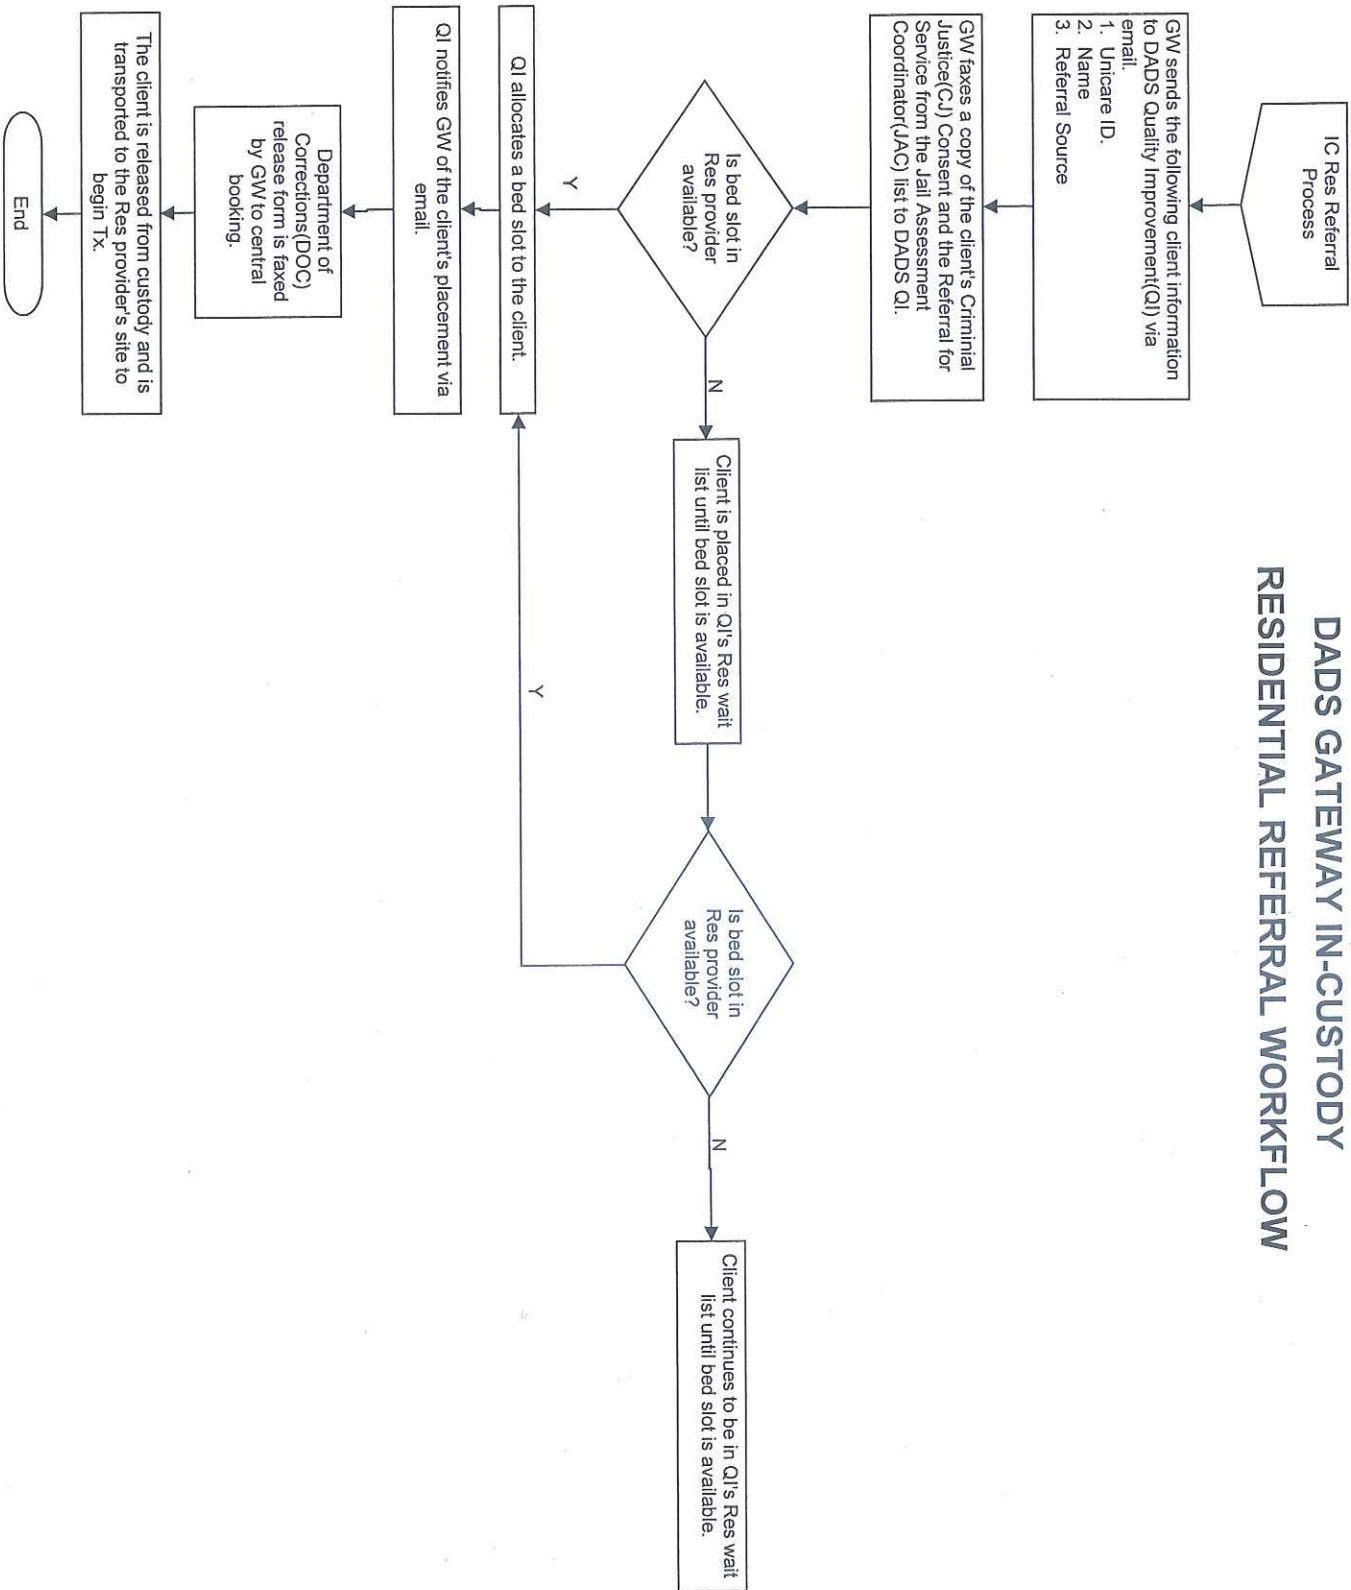 DADS GATEWAY IN-CUSTODY
RESIDENTIAL REFERRAL WORKFLOW
IC Res Referral
Process
GW sends the following client information
to DADS Quality Improvement(QI) via
email.
1. Unicare ID.
2. Name
3. Referral Source
GW faxes a copy of the client's Criminial
Justice(CJ) Consent and the Referral for
Service from the Jail Assessment
Coordinator(JAC) list to DADS QI.
Is bed slot in
Res provider
available?
N
Client is placed in QI's Res wait
list until bed slot is available.
Is bed slot in
Res provider
available?
N
Client continues to be in QI's Res wait
list until bed slot is available.
Y
Y
QI allocates a bed slot to the client.
QI notifies GW of the client's placement via
email.
Department of
Corrections(DOC)
release form is faxed
by GW to central
booking.
The client is released from custody and is
transported to the Res provider's site to
begin Tx.
End